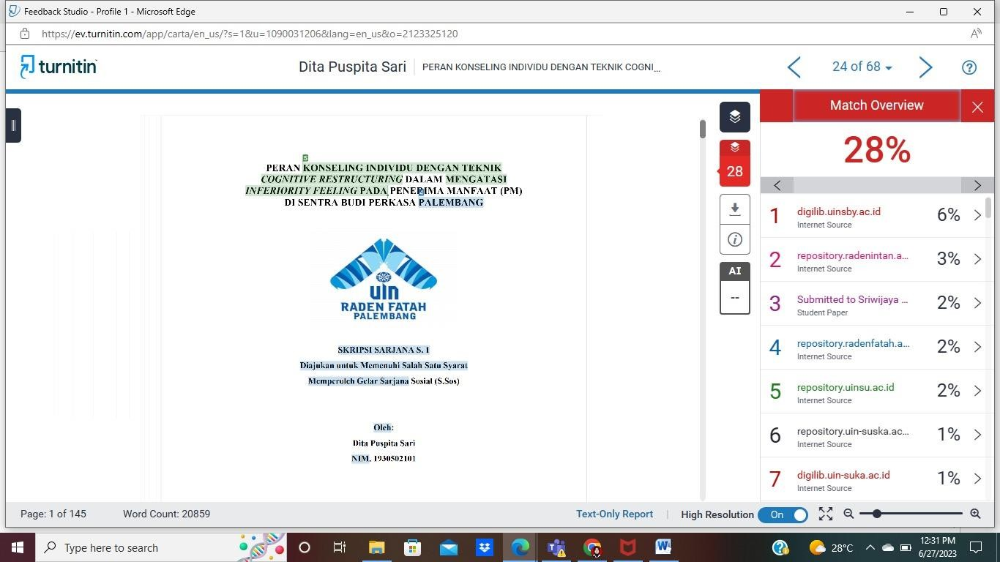 Feedback Studio - Profile 1 - Microsoft Edge
https://ev.turnitin.com/app/carta/en_us/?s=1&u=1090031206&lang=en_us&o=2123325120
turnitin
Dita Puspita Sari
PERAN KONSELING INDIVIDU DENGAN TEKNIK COGNI...
24 of 68
5
PERAN KONSELING INDIVIDU DENGAN TEKNIK
COGNITIVE RESTRUCTURING DALAM MENGATASI
INFERIORITY FEELING PADA PENERIMA MANFAAT (PM)
DI SENTRA BUDI PERKASA PALEMBANG
uin
RADEN FATAH
PALEMBANG
SKRIPSI SARJANA S. 1
Diajukan untuk Memenuhi Salah Satu Syarat
Memperoleh Gelar Sarjana Sosial (S.Sos)
Oleh:
Dita Puspita Sari
NIM. 1930502101
28
AI
--
Match Overview
28%
1 digilib.uinsby.ac.id 6%
Internet Source
2 repository.radenintan.a... 3%
Internet Source
3 Submitted to Sriwijaya ... 2%
Student Paper
4 repository.radenfatah.a... 2%
Internet Source
5 repository.uinsu.ac.id 2%
Internet Source
6 repository.uin-suska.ac... 1%
Internet Source
7 digilib.uin-suka.ac.id 1%
Internet Source
Page: 1 of 145
Word Count: 20859
Text-Only Report
High Resolution
On
Type here to search
28°C
12:31 PM
6/27/2023